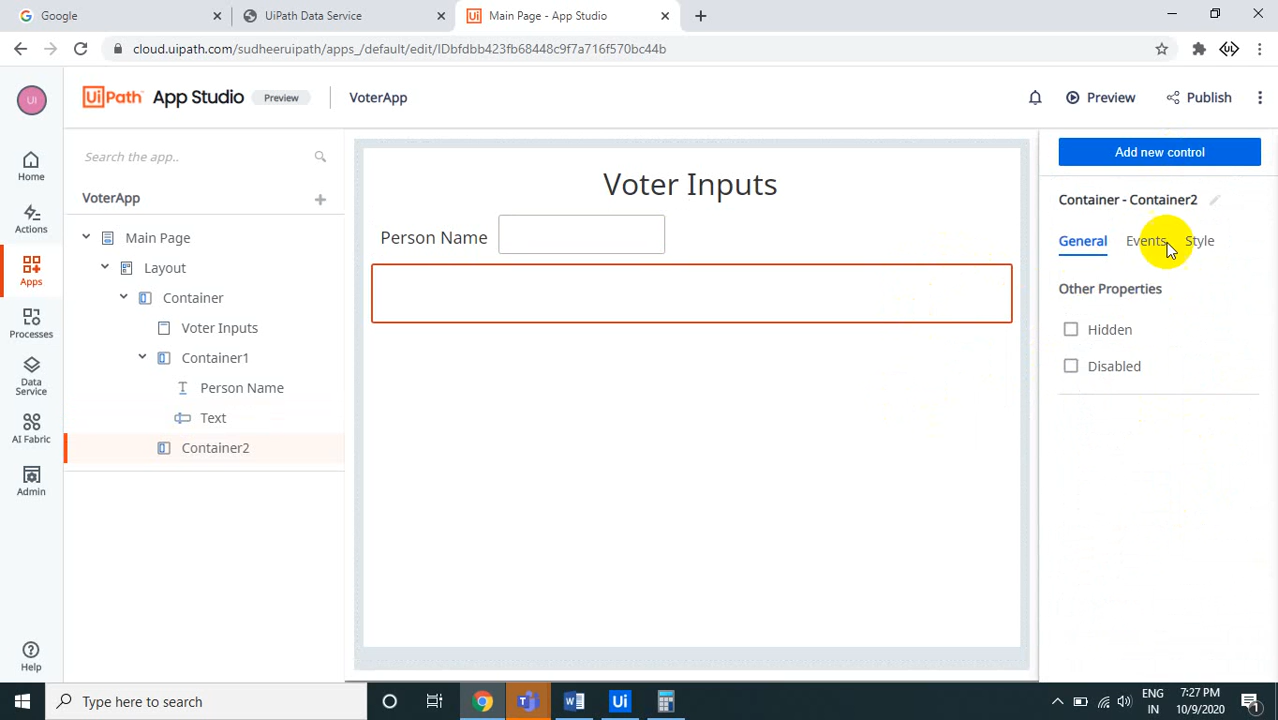 Google
UiPath Data Service
Main Page - App Studio
cloud.uipath.com/sudheeruipath/apps_/default/edit/IDbfdbb423fb68448c9f7a716f570bc44b
UI
UiPath App Studio
Preview
VoterApp
Preview
Publish
Home
Actions
Apps
Processes
Data
Service
AI Fabric
Admin
Help
Search the app..
VoterApp
Main Page
Layout
Container
Voter Inputs
Container1
Person Name
Text
Container2
Voter Inputs
Person Name
Add new control
Container - Container2
General
Events
Style
Other Properties
Hidden
Disabled
Type here to search
Ui
ENG
IN
7:27 PM
10/9/2020
1